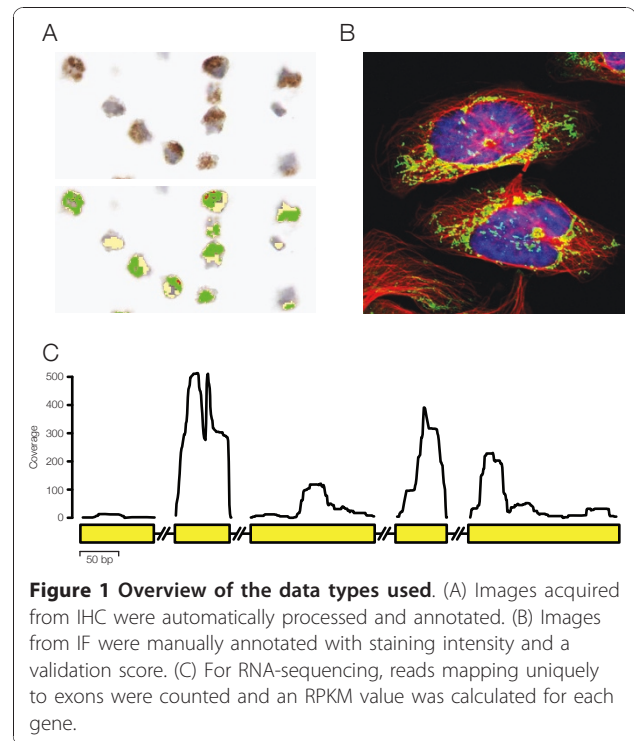 A
B
C
500
400
300
200
100
0
Coverage
50 bp
Figure 1 Overview of the data types used. (A) Images acquired
from IHC were automatically processed and annotated. (B) Images
from IF were manually annotated with staining intensity and a
validation score. (C) For RNA-sequencing, reads mapping uniquely
to exons were counted and an RPKM value was calculated for each
gene.